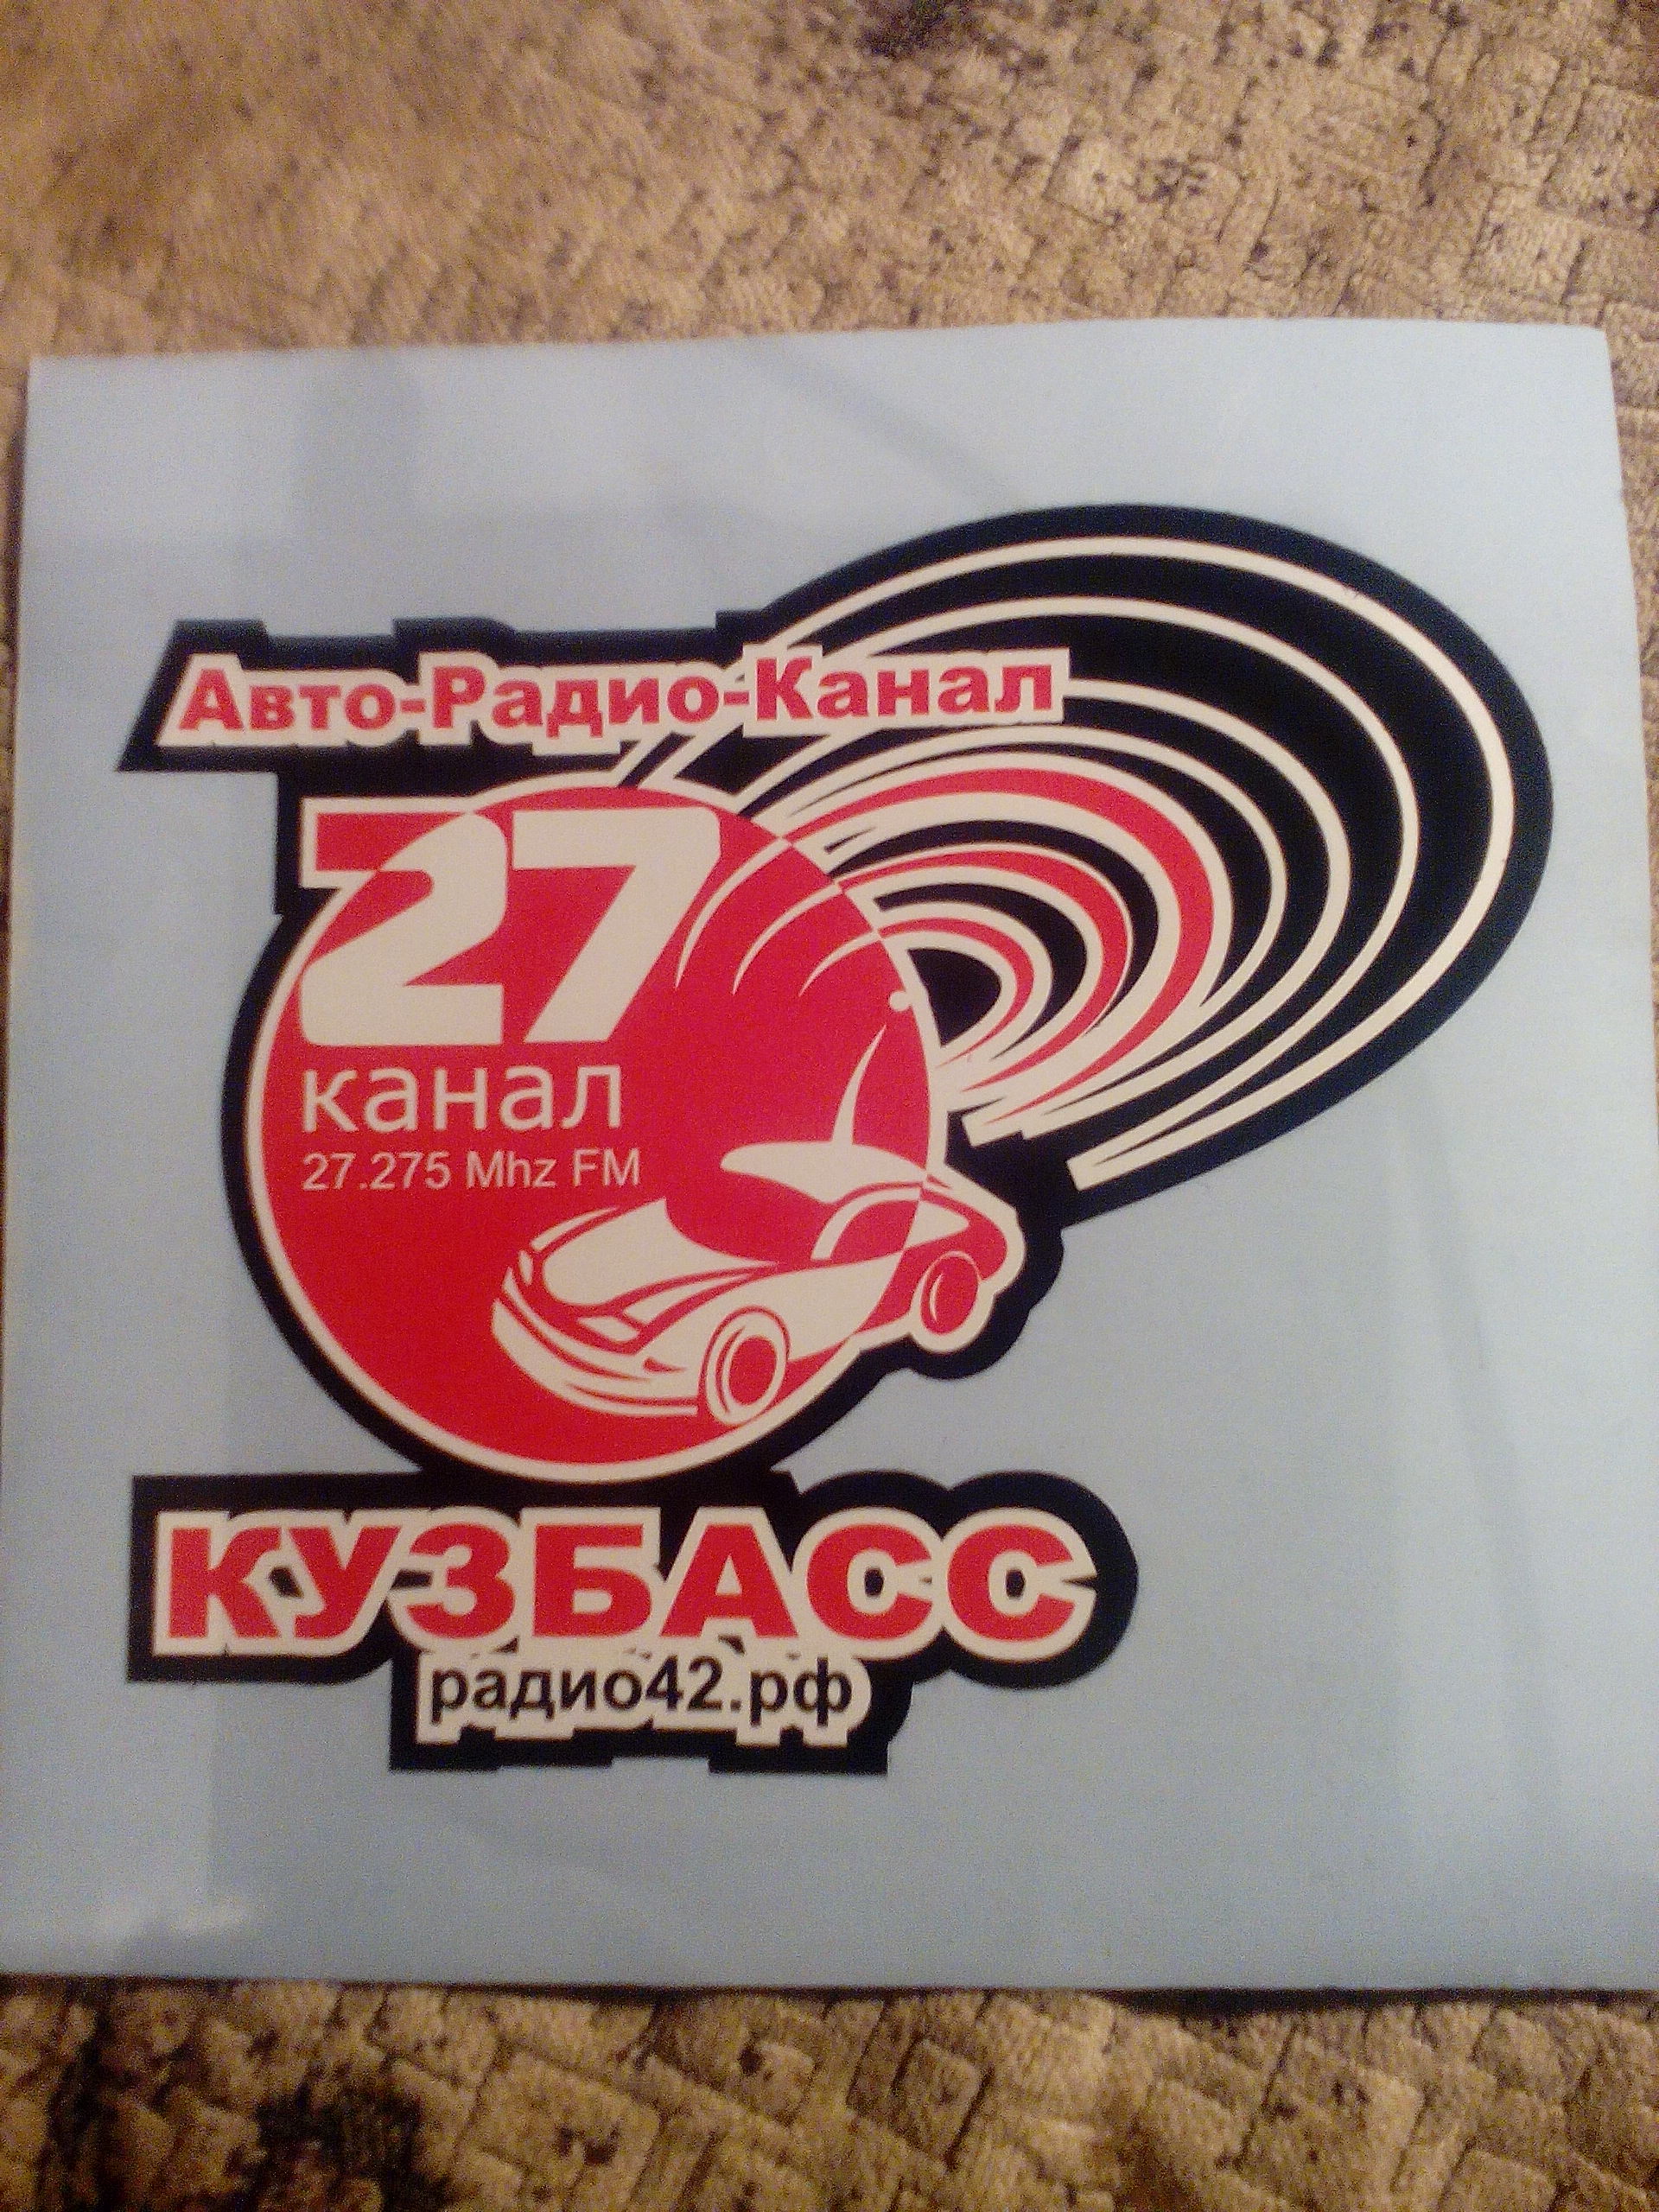 Авто-Радио-Канал
27
канал
27.275 Mhz FM
КУЗБАСС
радио42.рф